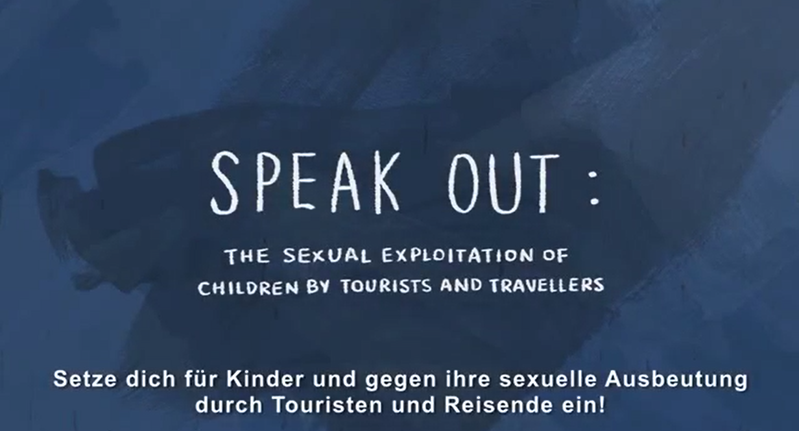 SPEAK OUT:
THE SEXUAL EXPLOITATION OF
CHILDREN BY TOURISTS AND TRAVELLERS
Setze dich für Kinder und gegen ihre sexuelle Ausbeutung
durch Touristen und Reisende ein!